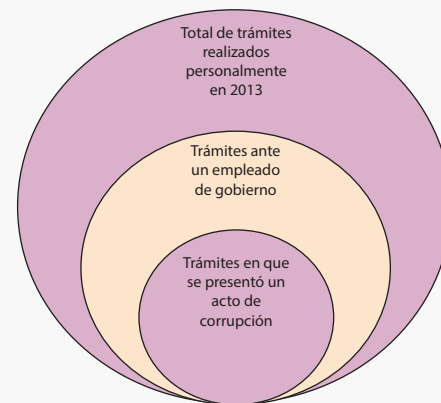 Total de trámites
realizados
personalmente
en 2013
Trámites ante
un empleado
de gobierno
Trámites en que
se presentó un
acto de
corrupción